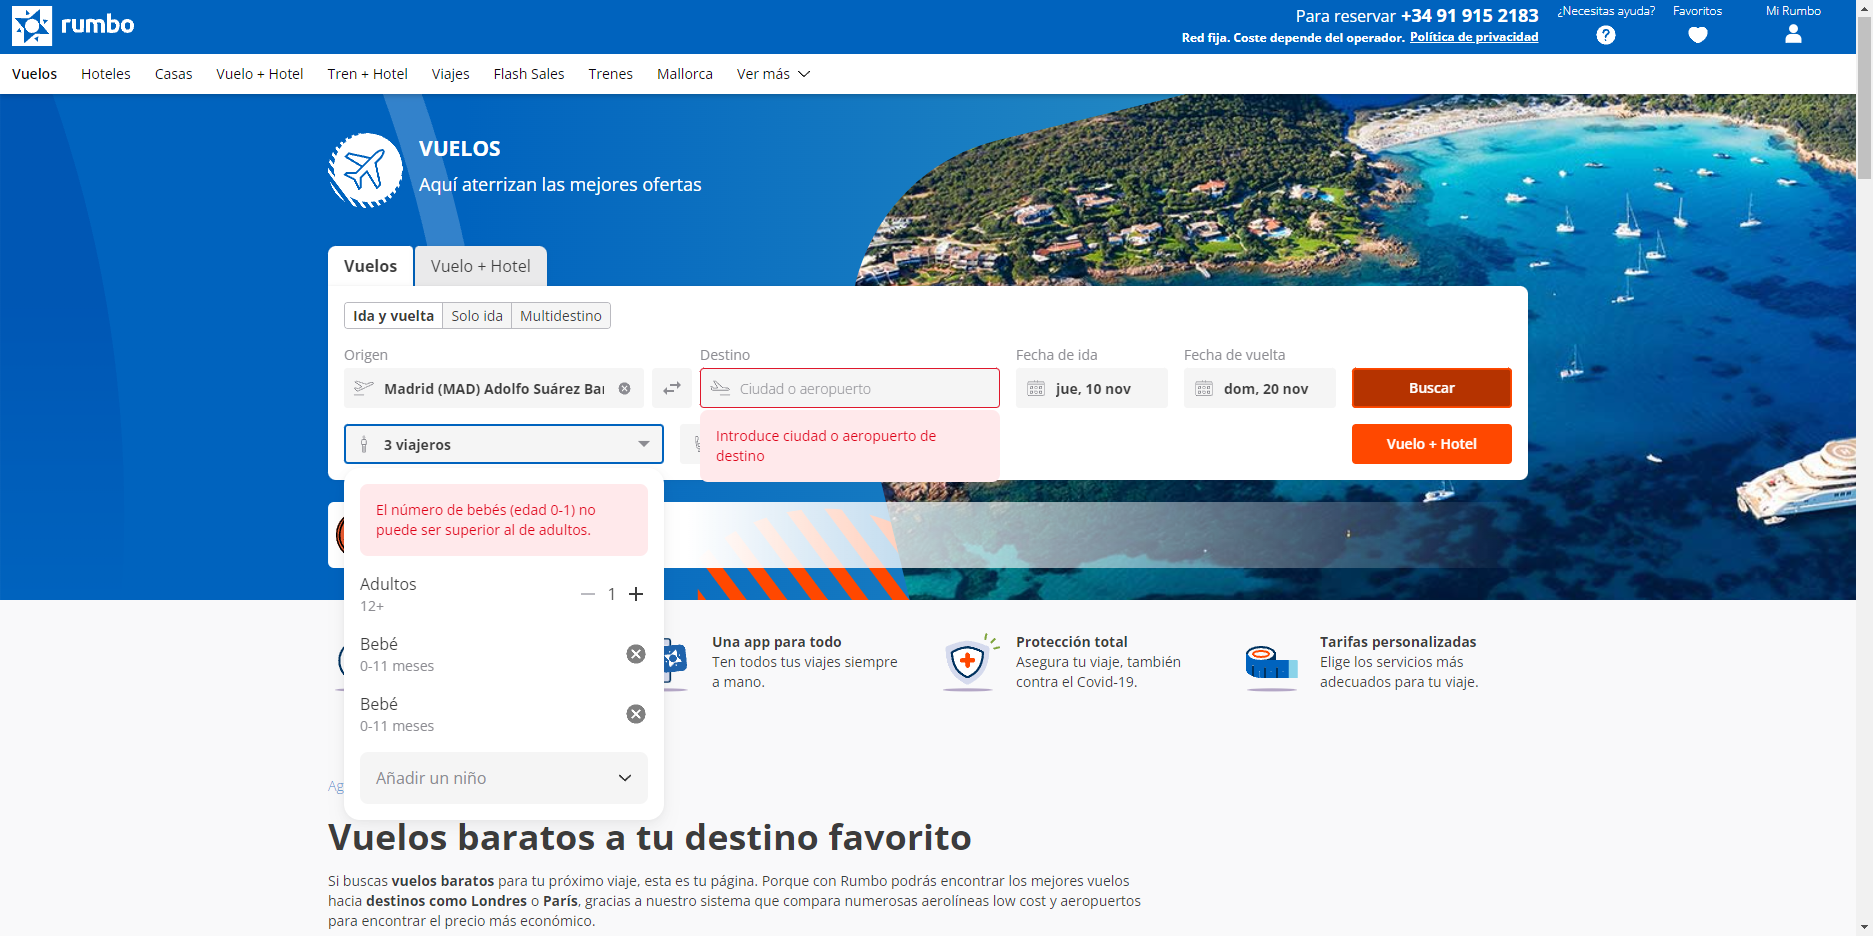 rumbo
Para reservar +34 91 915 2183
Red fija. Coste depende del operador. Política de privacidad
¿Necesitas ayuda?
Favoritos
Mi Rumbo
Vuelos
Hoteles
Casas
Vuelo + Hotel
Tren + Hotel
Viajes
Flash Sales
Trenes
Mallorca
Ver más
VUELOS
Aquí aterrizan las mejores ofertas
Vuelos
Vuelo + Hotel
Ida y vuelta
Solo ida
Multidestino
Origen
Destino
Fecha de ida
Fecha de vuelta
Madrid (MAD) Adolfo Suárez Bar
Ciudad o aeropuerto
jue, 10 nov
dom, 20 nov
Buscar
3 viajeros
Introduce ciudad o aeropuerto de
destino
Vuelo + Hotel
El número de bebés (edad 0-1) no
puede ser superior al de adultos.
Adultos
12+
1
Bebé
0-11 meses
Bebé
0-11 meses
Añadir un niño
Una app para todo
Ten todos tus viajes siempre
a mano.
Protección total
Asegura tu viaje, también
contra el Covid-19.
Tarifas personalizadas
Elige los servicios más
adecuados para tu viaje.
Ag
Vuelos baratos a tu destino favorito
Si buscas vuelos baratos para tu próximo viaje, esta es tu página. Porque con Rumbo podrás encontrar los mejores vuelos
hacia destinos como Londres o París, gracias a nuestro sistema que compara numerosas aerolíneas low cost y aeropuertos
para encontrar el precio más económico.